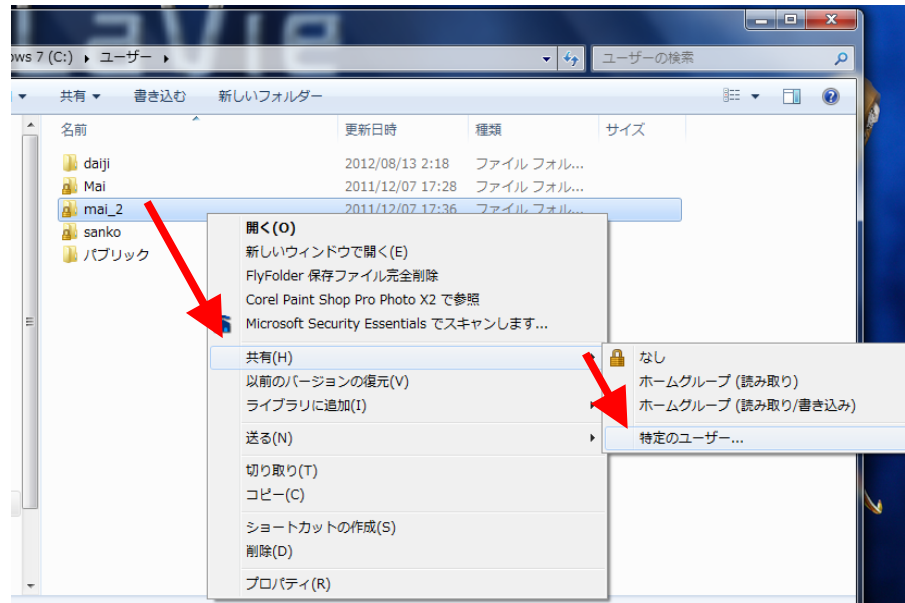 LaVie
ows 7 (C:) ▸ ユーザー ▸
ユーザーの検索
共有 ▼ 書き込む 新しいフォルダー
名前 更新日時 種類 サイズ
daiji 2012/08/13 2:18 ファイル フォル...
Mai 2011/12/07 17:28 ファイル フォル...
mai_2 2011/12/07 17:36 ファイル フォル...
sanko
パブリック
開く(O)
新しいウィンドウで開く(E)
FlyFolder 保存ファイル完全削除
Corel Paint Shop Pro Photo X2 で参照
Microsoft Security Essentials でスキャンします...
共有(H)
以前のバージョンの復元(V)
ライブラリに追加(I)
送る(N)
切り取り(T)
コピー(C)
ショートカットの作成(S)
削除(D)
プロパティ(R)
なし
ホームグループ (読み取り)
ホームグループ (読み取り/書き込み)
特定のユーザー...